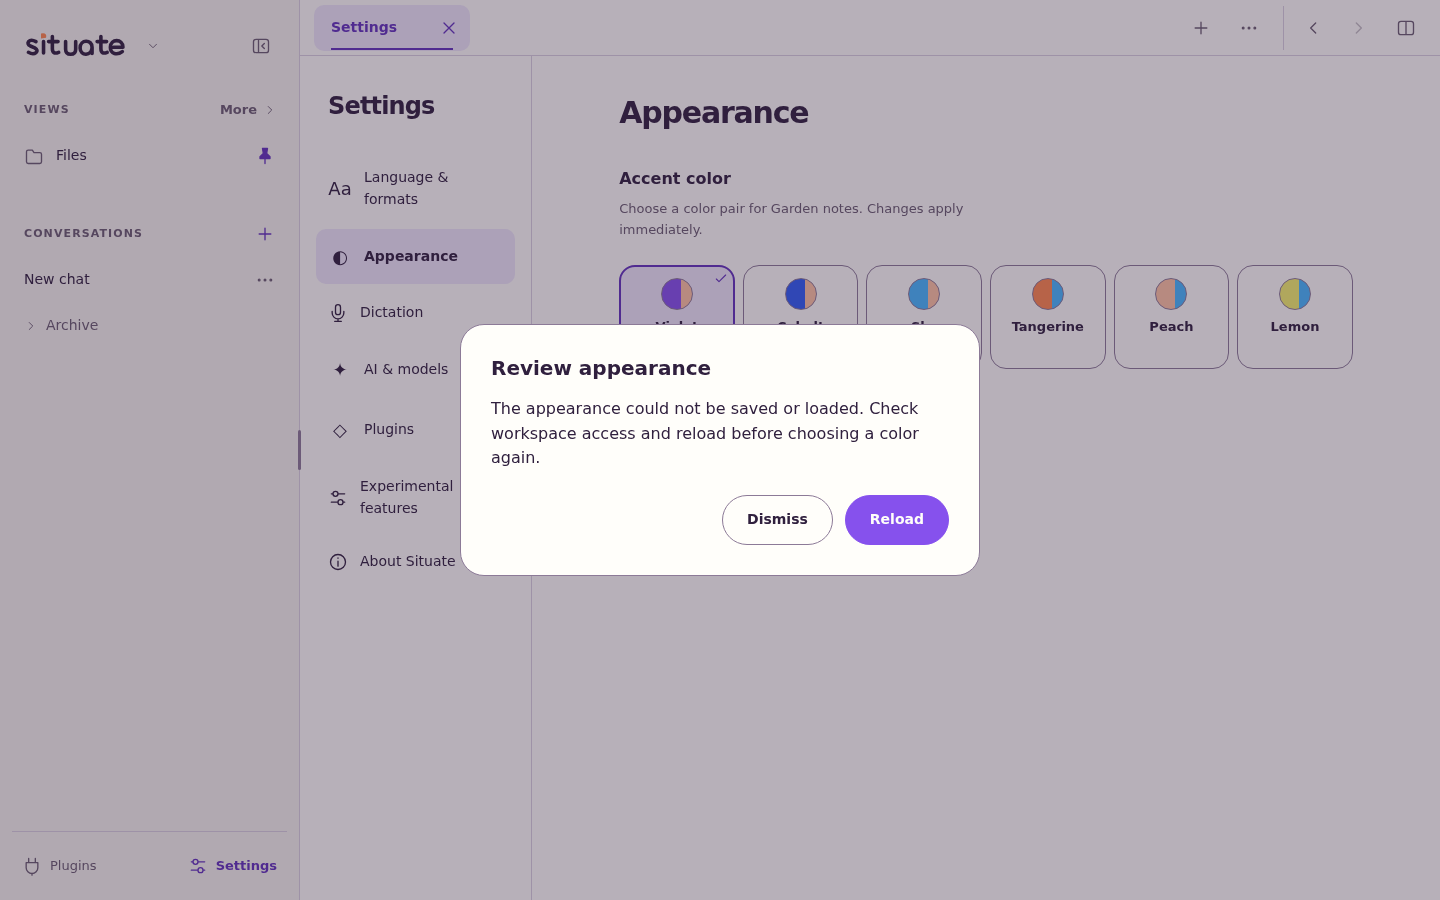 situate
VIEWS
More
Files
CONVERSATIONS
New chat
Archive
Plugins
Settings
Settings
Settings
Aa
Language &
formats
Appearance
Dictation
AI & models
Plugins
Experimental
features
About Situate
Appearance
Accent color
Choose a color pair for Garden notes. Changes apply
immediately.
Tangerine
Peach
Lemon
Review appearance
The appearance could not be saved or loaded. Check
workspace access and reload before choosing a color
again.
Dismiss
Reload